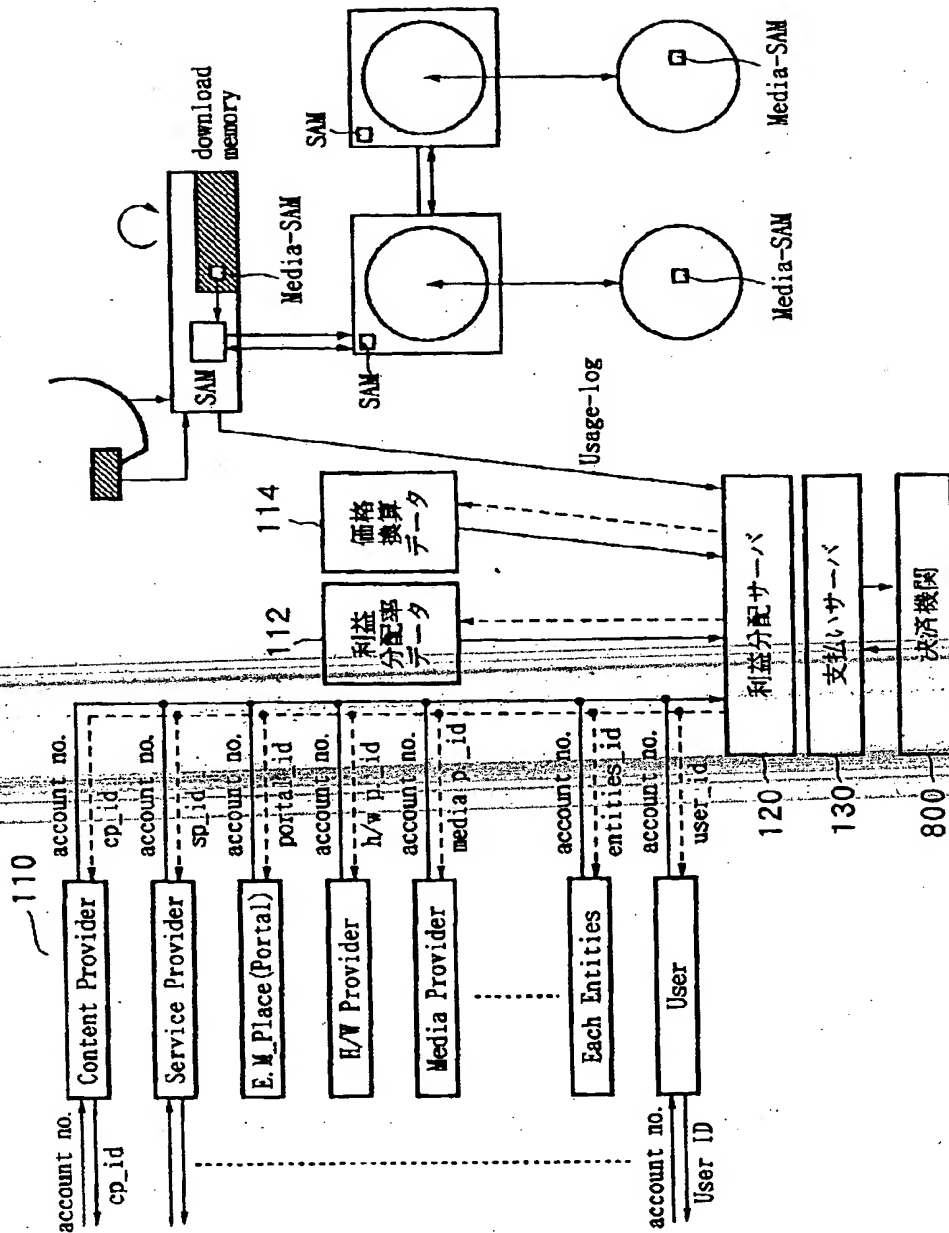 110
account no.
cp_id
Content Provider
account no.
cp_id
Service Provider
account no.
sp_id
E.M_Place(Portal)
account no.
portal_id
H/W Provider
account no.
h/w p_id
Media Provider
account no.
media p_id
Each Entities
account no.
entities_id
account no.
User ID
User
account no.
user_id
112
利益
分配率
データ
114
価格
換算
データ
120
利益分配サーバ
130
支払いサーバ
800
決済機関
Usage-log
SAM
Media-SAM
download
memory
SAM
SAM
Media-SAM
Media-SAM